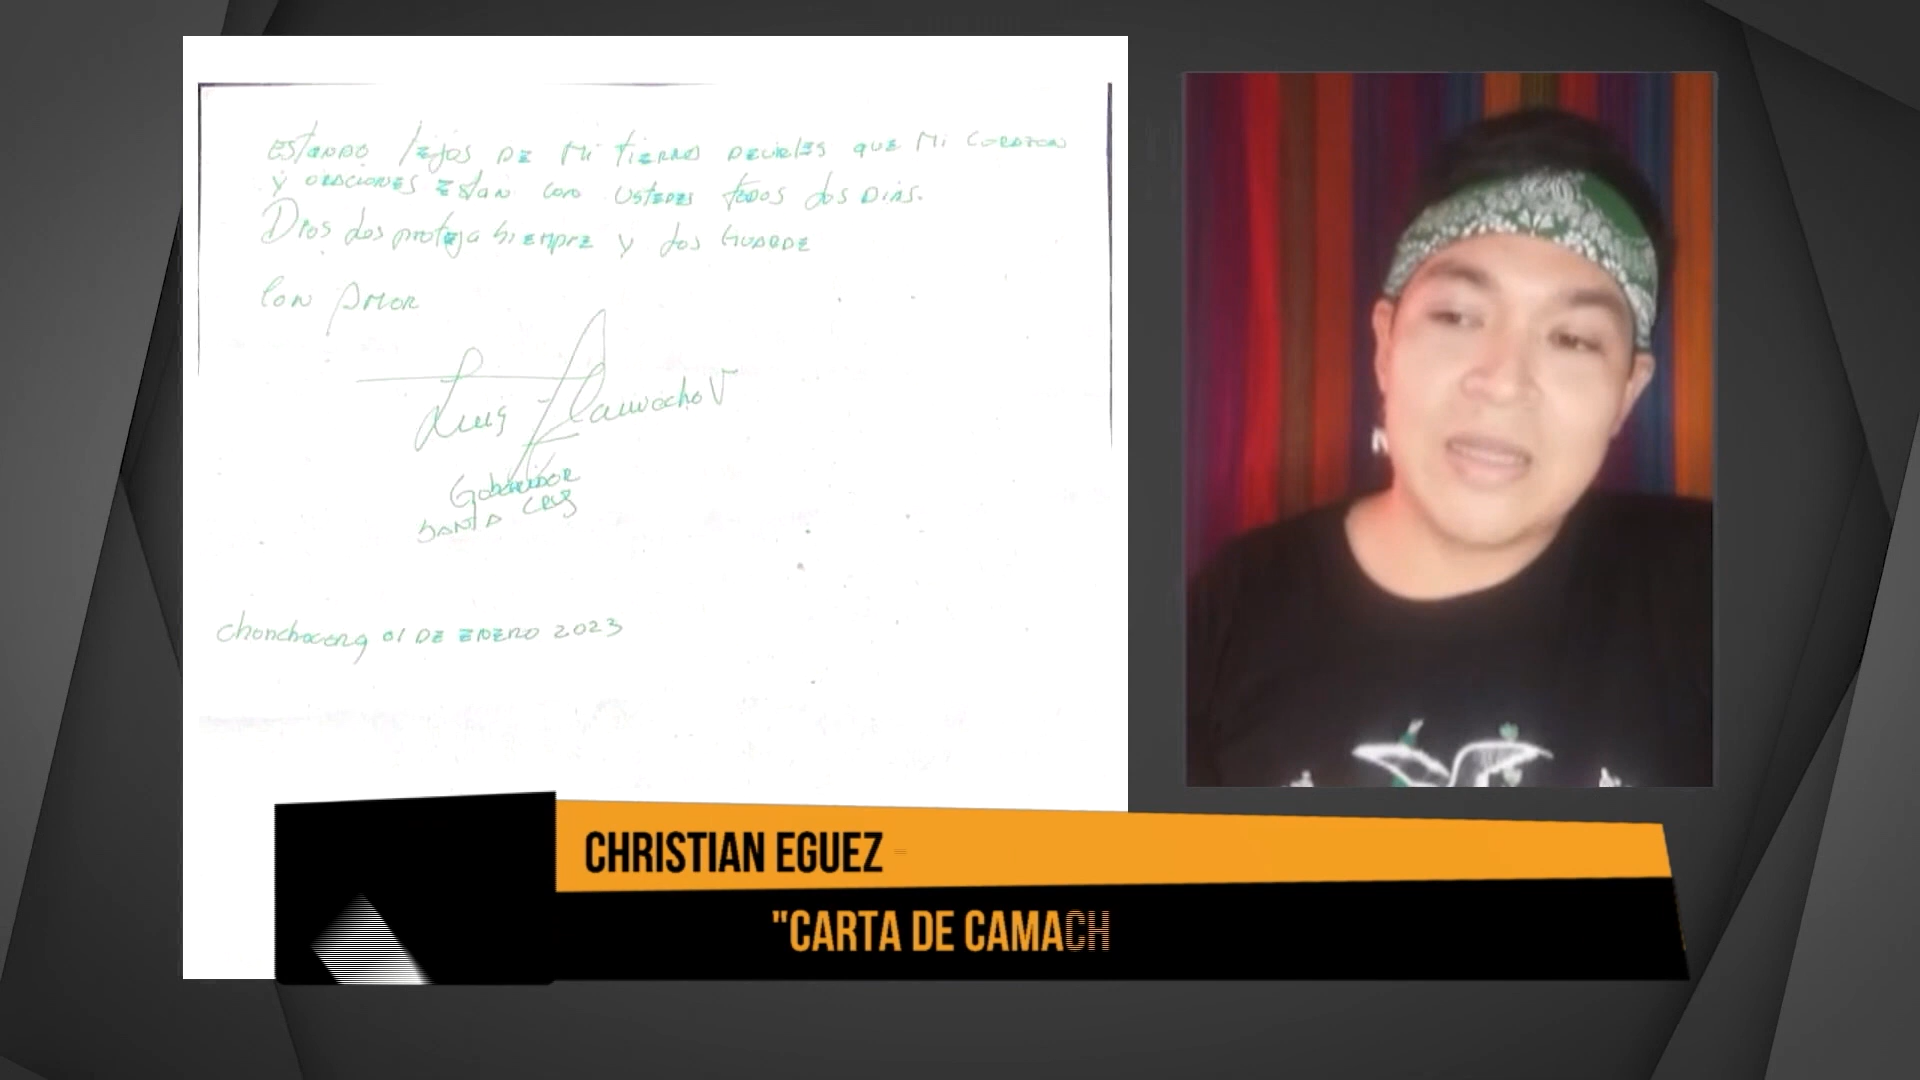 Estando lejos de mi tierra decirles que mi corazon
y oraciones estan con ustedes todos los dias.
Dios los proteja siempre y los guarde
Con Amor
Luis F Camacho V
Gobernador
Santa Cruz
Chonchocoro 01 DE ENERO 2023
CHRISTIAN EGUEZ -
"CARTA DE CAMACH